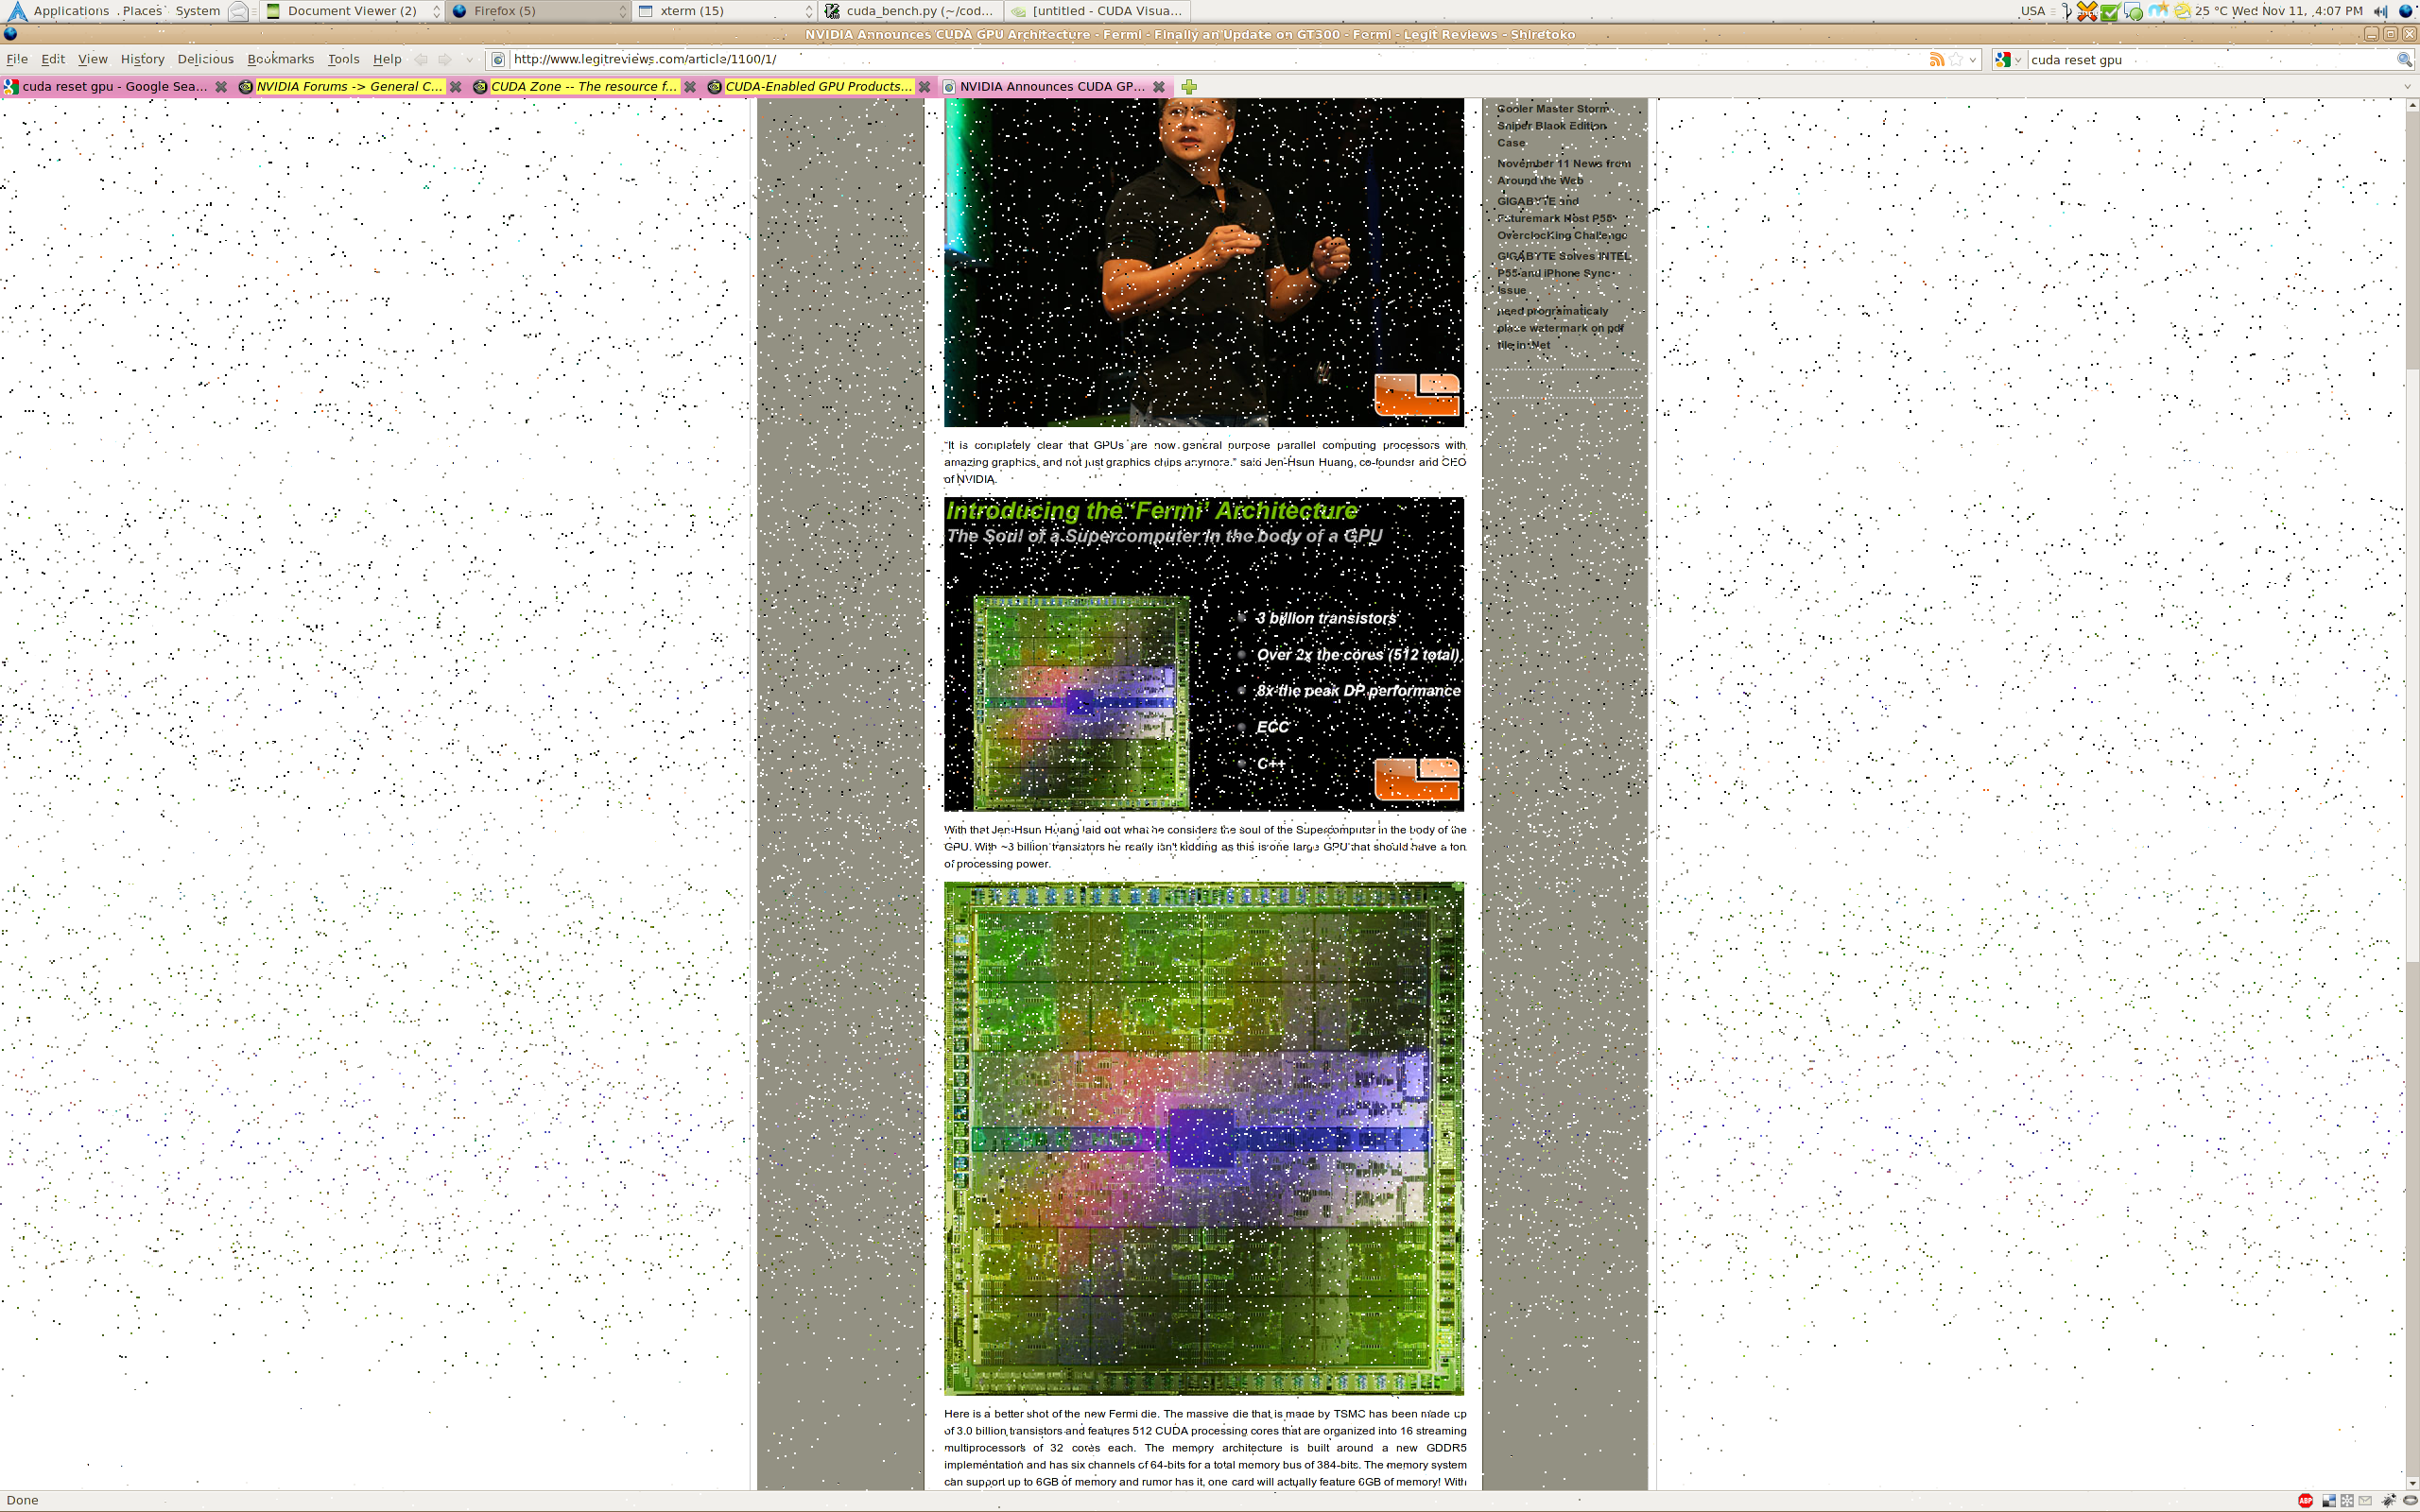 Applications Places System Document Viewer (2) Firefox (5) xterm (15) cuda_bench.py (~/cod... [untitled - CUDA Visua... USA 25 °C Wed Nov 11, 4:07 PM
NVIDIA Announces CUDA GPU Architecture - Fermi - Finally an Update on GT300 - Fermi - Legit Reviews - Shiretoko
File Edit View History Delicious Bookmarks Tools Help http://www.legitreviews.com/article/1100/1/ cuda reset gpu
cuda reset gpu - Google Sea... NVIDIA Forums -> General C... CUDA Zone -- The resource f... CUDA-Enabled GPU Products... NVIDIA Announces CUDA GP...
Cooler Master Storm
Sniper Black Edition
Case
November 11 News from
Around the Web
GIGABYTE and
Futuremark Host P55
Overclocking Challenge
GIGABYTE Solves INTEL
P55 and iPhone Sync
Issue
need programaticaly
place watermark on pdf
file in .Net
"It is completely clear that GPUs are now general purpose parallel computing processors with
amazing graphics, and not just graphics chips anymore." said Jen-Hsun Huang, co-founder and CEO
of NVIDIA.
Introducing the 'Fermi' Architecture
The Soul of a Supercomputer in the body of a GPU
3 billion transistors
Over 2x the cores (512 total)
8x the peak DP performance
ECC
C++
With that Jen-Hsun Huang laid out what he considers the soul of the Supercomputer in the body of the
GPU. With ~3 billion transistors he really isn't kidding as this is one large GPU that should have a ton
of processing power.
Here is a better shot of the new Fermi die. The massive die that is made by TSMC has been made up
of 3.0 billion transistors and features 512 CUDA processing cores that are organized into 16 streaming
multiprocessors of 32 cores each. The memory architecture is built around a new GDDR5
implementation and has six channels of 64-bits for a total memory bus of 384-bits. The memory system
can support up to 6GB of memory and rumor has it, one card will actually feature 6GB of memory! With
Done ABP